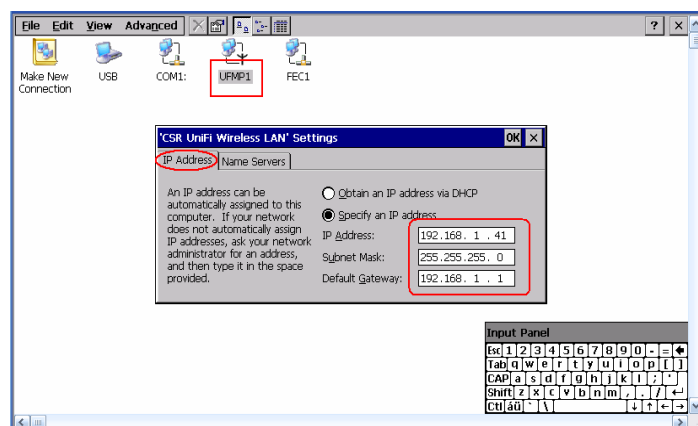 File Edit View Advanced ? ×
Make New
Connection
USB
COM1:
UFMP1
FEC1
'CSR UniFi Wireless LAN' Settings OK ×
IP Address Name Servers
An IP address can be
automatically assigned to this
computer. If your network
does not automatically assign
IP addresses, ask your network
administrator for an address,
and then type it in the space
provided.
Obtain an IP address via DHCP
Specify an IP address
IP Address: 192.168. 1 . 41
Subnet Mask: 255.255.255. 0
Default Gateway: 192.168. 1 . 1
Input Panel
Esc 1 2 3 4 5 6 7 8 9 0 - =
Tab q w e r t y u i o p [ ]
CAP a s d f g h j k l ; '
Shift z x c v b n m , . /
Ctl áü ` \